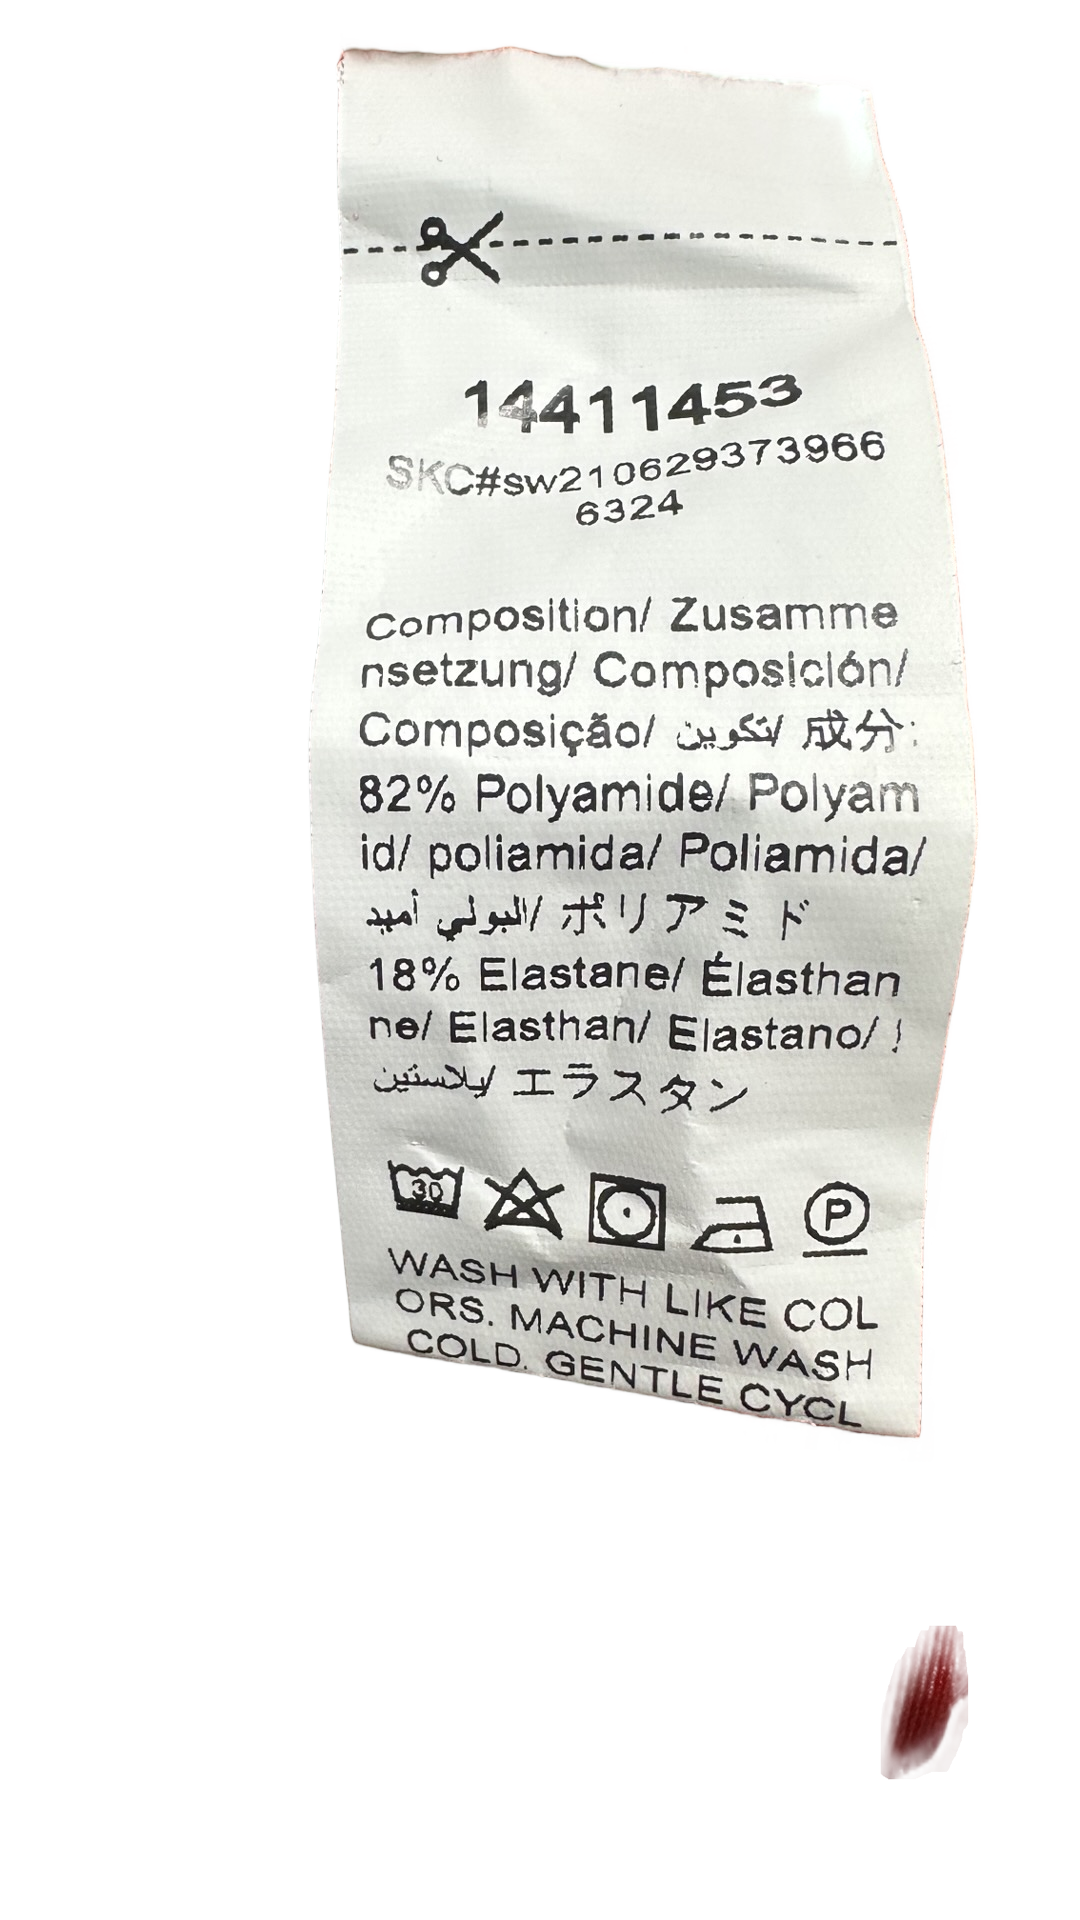 14411453
SKC#sw210629373966
6324
Composition/ Zusamme
nsetzung/ Composición/
Composição/ تكوين/ 成分:
82% Polyamide/ Polyam
id/ poliamida/ Poliamida/
البولي أميد/ ポリアミド
18% Elastane/ Élasthan
ne/ Elasthan/ Elastano/ إ
يلاستين/ エラスタン
30
P
WASH WITH LIKE COL
ORS. MACHINE WASH
COLD. GENTLE CYCL